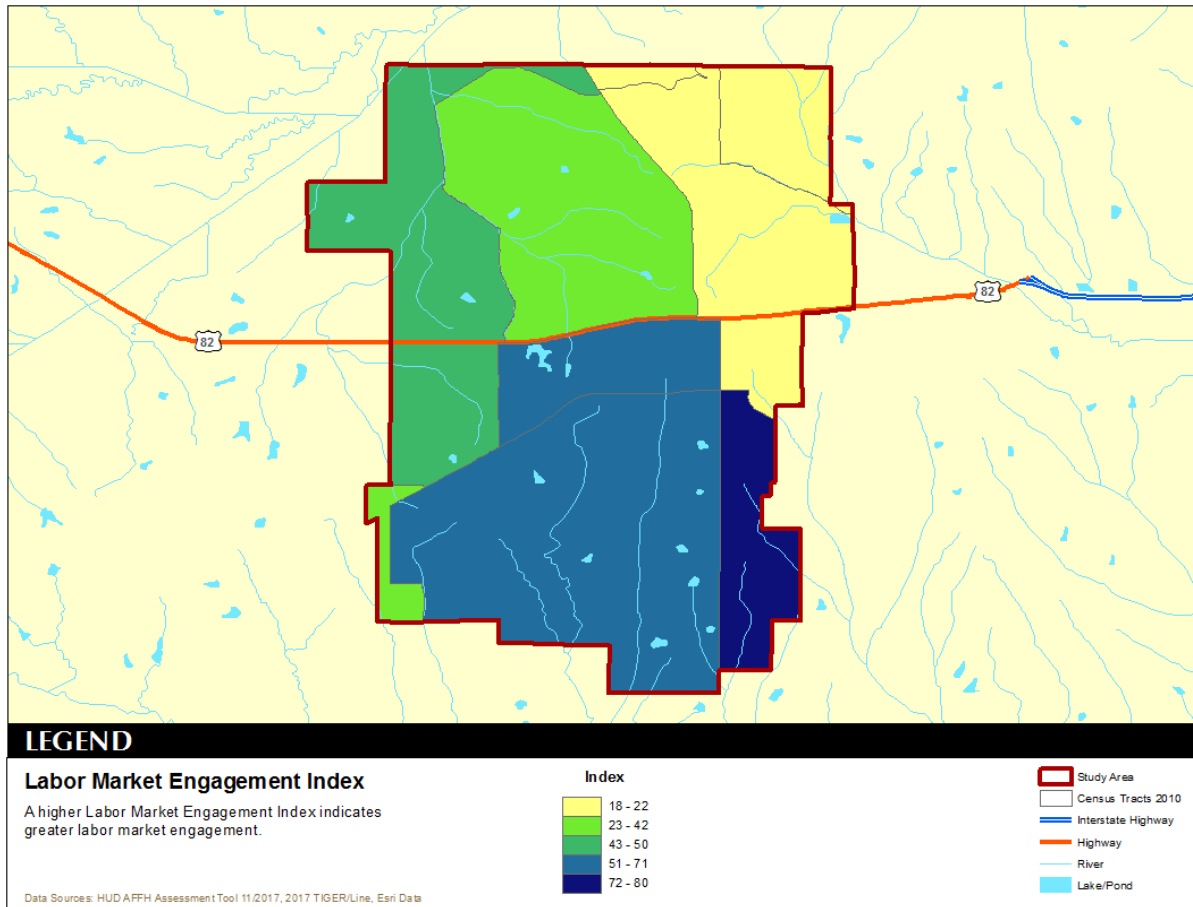 82
82
LEGEND
Labor Market Engagement Index
A higher Labor Market Engagement Index indicates
greater labor market engagement.
Data Sources: HUD AFFH Assessment Tool 11/2017, 2017 TIGER/Line, Esri Data
Index
18 - 22
23 - 42
43 - 50
51 - 71
72 - 80
Study Area
Census Tracts 2010
Interstate Highway
Highway
River
Lake/Pond